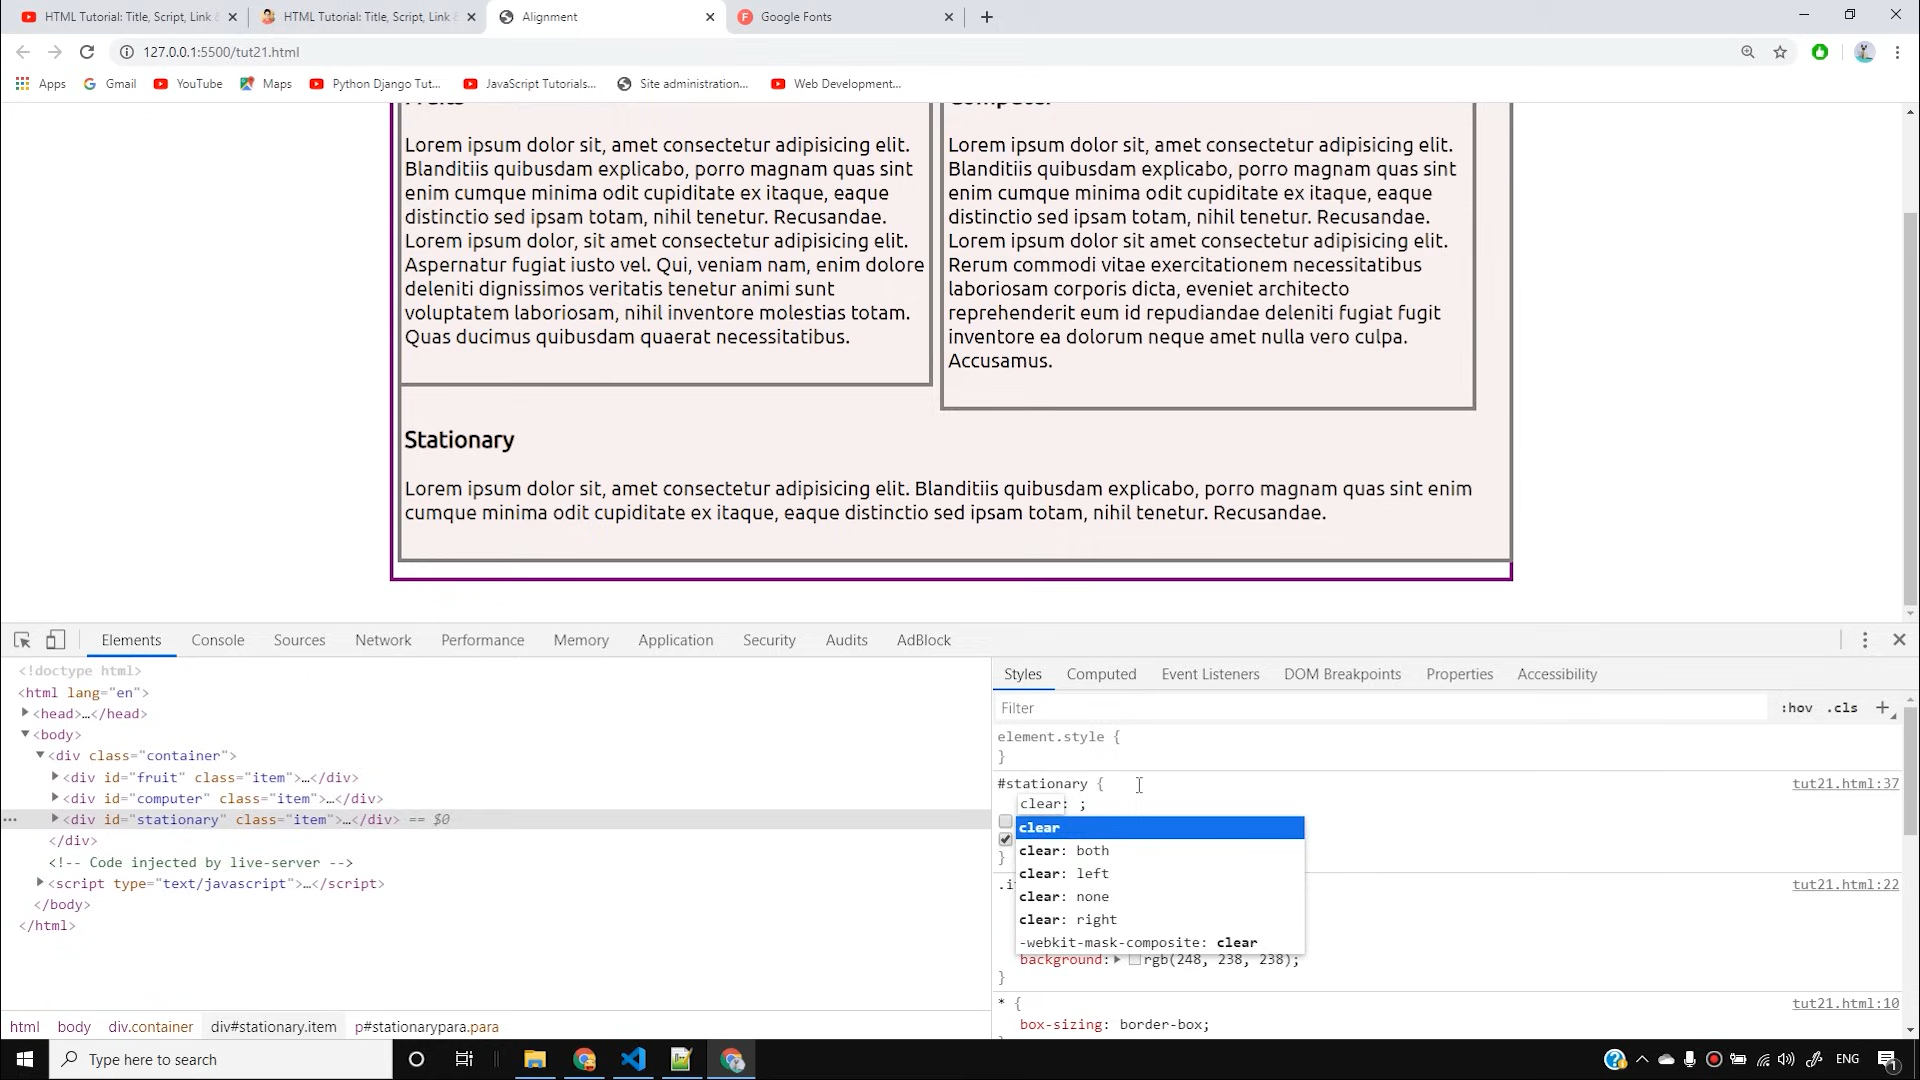 HTML Tutorial: Title, Script, Link &
HTML Tutorial: Title, Script, Link &
Alignment
Google Fonts
127.0.0.1:5500/tut21.html
Apps
Gmail
YouTube
Maps
Python Django Tut...
JavaScript Tutorials...
Site administration...
Web Development...
Fruits
Lorem ipsum dolor sit, amet consectetur adipisicing elit.
Blanditiis quibusdam explicabo, porro magnam quas sint
enim cumque minima odit cupiditate ex itaque, eaque
distinctio sed ipsam totam, nihil tenetur. Recusandae.
Lorem ipsum dolor, sit amet consectetur adipisicing elit.
Aspernatur fugiat iusto vel. Qui, veniam nam, enim dolore
deleniti dignissimos veritatis tenetur animi sunt
voluptatem laboriosam, nihil inventore molestias totam.
Quas ducimus quibusdam quaerat necessitatibus.
Computer
Lorem ipsum dolor sit, amet consectetur adipisicing elit.
Blanditiis quibusdam explicabo, porro magnam quas sint
enim cumque minima odit cupiditate ex itaque, eaque
distinctio sed ipsam totam, nihil tenetur. Recusandae.
Lorem ipsum dolor sit amet consectetur adipisicing elit.
Rerum commodi vitae exercitationem necessitatibus
laboriosam corporis dicta, eveniet architecto
reprehenderit eum id repudiandae deleniti fugiat fugit
inventore ea dolorum neque amet nulla vero culpa.
Accusamus.
Stationary
Lorem ipsum dolor sit, amet consectetur adipisicing elit. Blanditiis quibusdam explicabo, porro magnam quas sint enim
cumque minima odit cupiditate ex itaque, eaque distinctio sed ipsam totam, nihil tenetur. Recusandae.
Elements
Console
Sources
Network
Performance
Memory
Application
Security
Audits
AdBlock
<!doctype html>
<html lang="en">
<head>…</head>
<body>
<div class="container">
<div id="fruit" class="item">…</div>
<div id="computer" class="item">…</div>
<div id="stationary" class="item">…</div> == $0
</div>
<!-- Code injected by live-server -->
<script type="text/javascript">…</script>
</body>
</html>
html
body
div.container
div#stationary.item
p#stationarypara.para
Styles
Computed
Event Listeners
DOM Breakpoints
Properties
Accessibility
Filter
:hov
.cls
element.style {
}
#stationary {
tut21.html:37
clear: ;
clear
clear: both
clear: left
clear: none
clear: right
-webkit-mask-composite: clear
}
tut21.html:22
background: rgb(248, 238, 238);
}
* {
tut21.html:10
box-sizing: border-box;
Type here to search
ENG
1